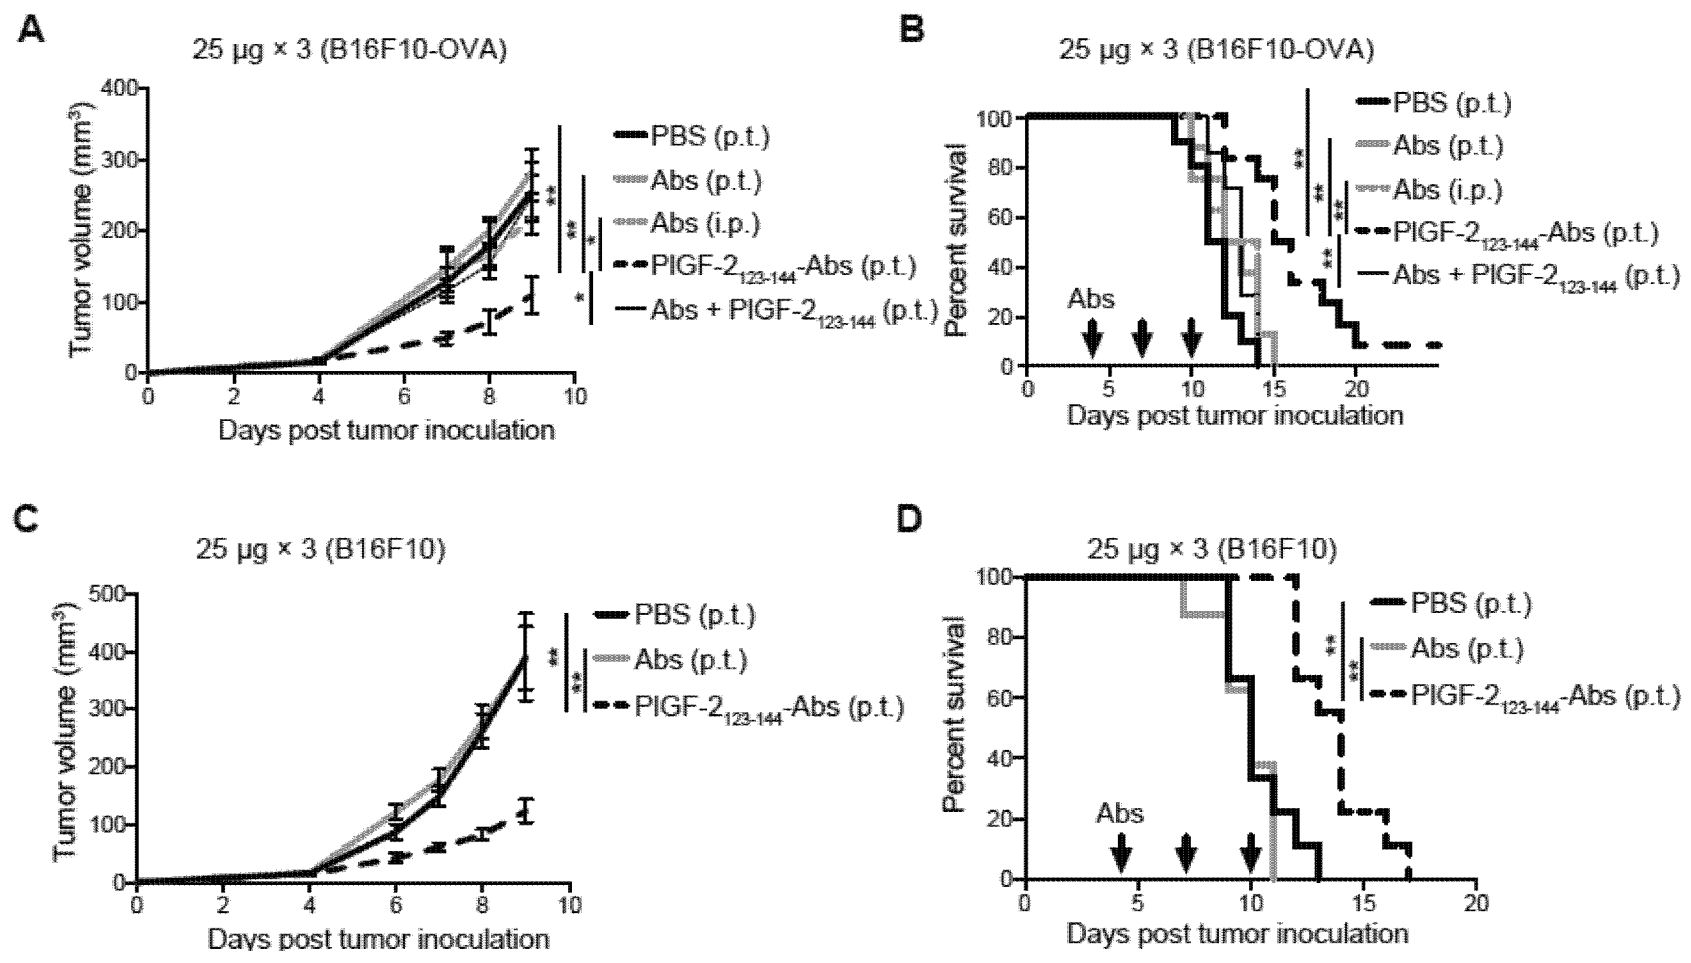 A
25 µg × 3 (B16F10-OVA)
Tumor volume (mm³)
400
300
200
100
0
0 2 4 6 8 10
Days post tumor inoculation
PBS (p.t.)
Abs (p.t.)
Abs (i.p.)
PlGF-2123-144-Abs (p.t.)
Abs + PlGF-2123-144 (p.t.)
**
**
*
*
B
25 µg × 3 (B16F10-OVA)
Percent survival
100
80
60
40
20
0
0 5 10 15 20
Days post tumor inoculation
Abs
PBS (p.t.)
Abs (p.t.)
Abs (i.p.)
PlGF-2123-144-Abs (p.t.)
Abs + PlGF-2123-144 (p.t.)
**
**
**
**
C
25 µg × 3 (B16F10)
Tumor volume (mm³)
500
400
300
200
100
0
0 2 4 6 8 10
Days post tumor inoculation
PBS (p.t.)
Abs (p.t.)
PlGF-2123-144-Abs (p.t.)
**
**
D
25 µg × 3 (B16F10)
Percent survival
100
80
60
40
20
0
0 5 10 15 20
Days post tumor inoculation
Abs
PBS (p.t.)
Abs (p.t.)
PlGF-2123-144-Abs (p.t.)
**
**